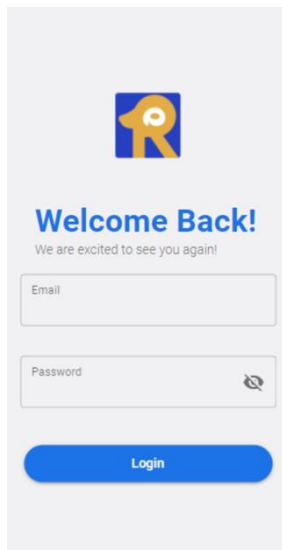 R
Welcome Back!
We are excited to see you again!
Email
Password
Login